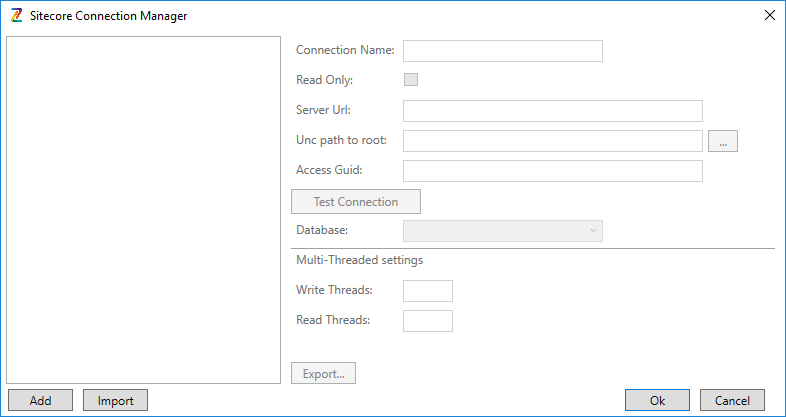 Sitecore Connection Manager
Connection Name:
Read Only:
Server Url:
Unc path to root:
...
Access Guid:
Test Connection
Database:
Multi-Threaded settings
Write Threads:
Read Threads:
Export...
Add Import Ok Cancel